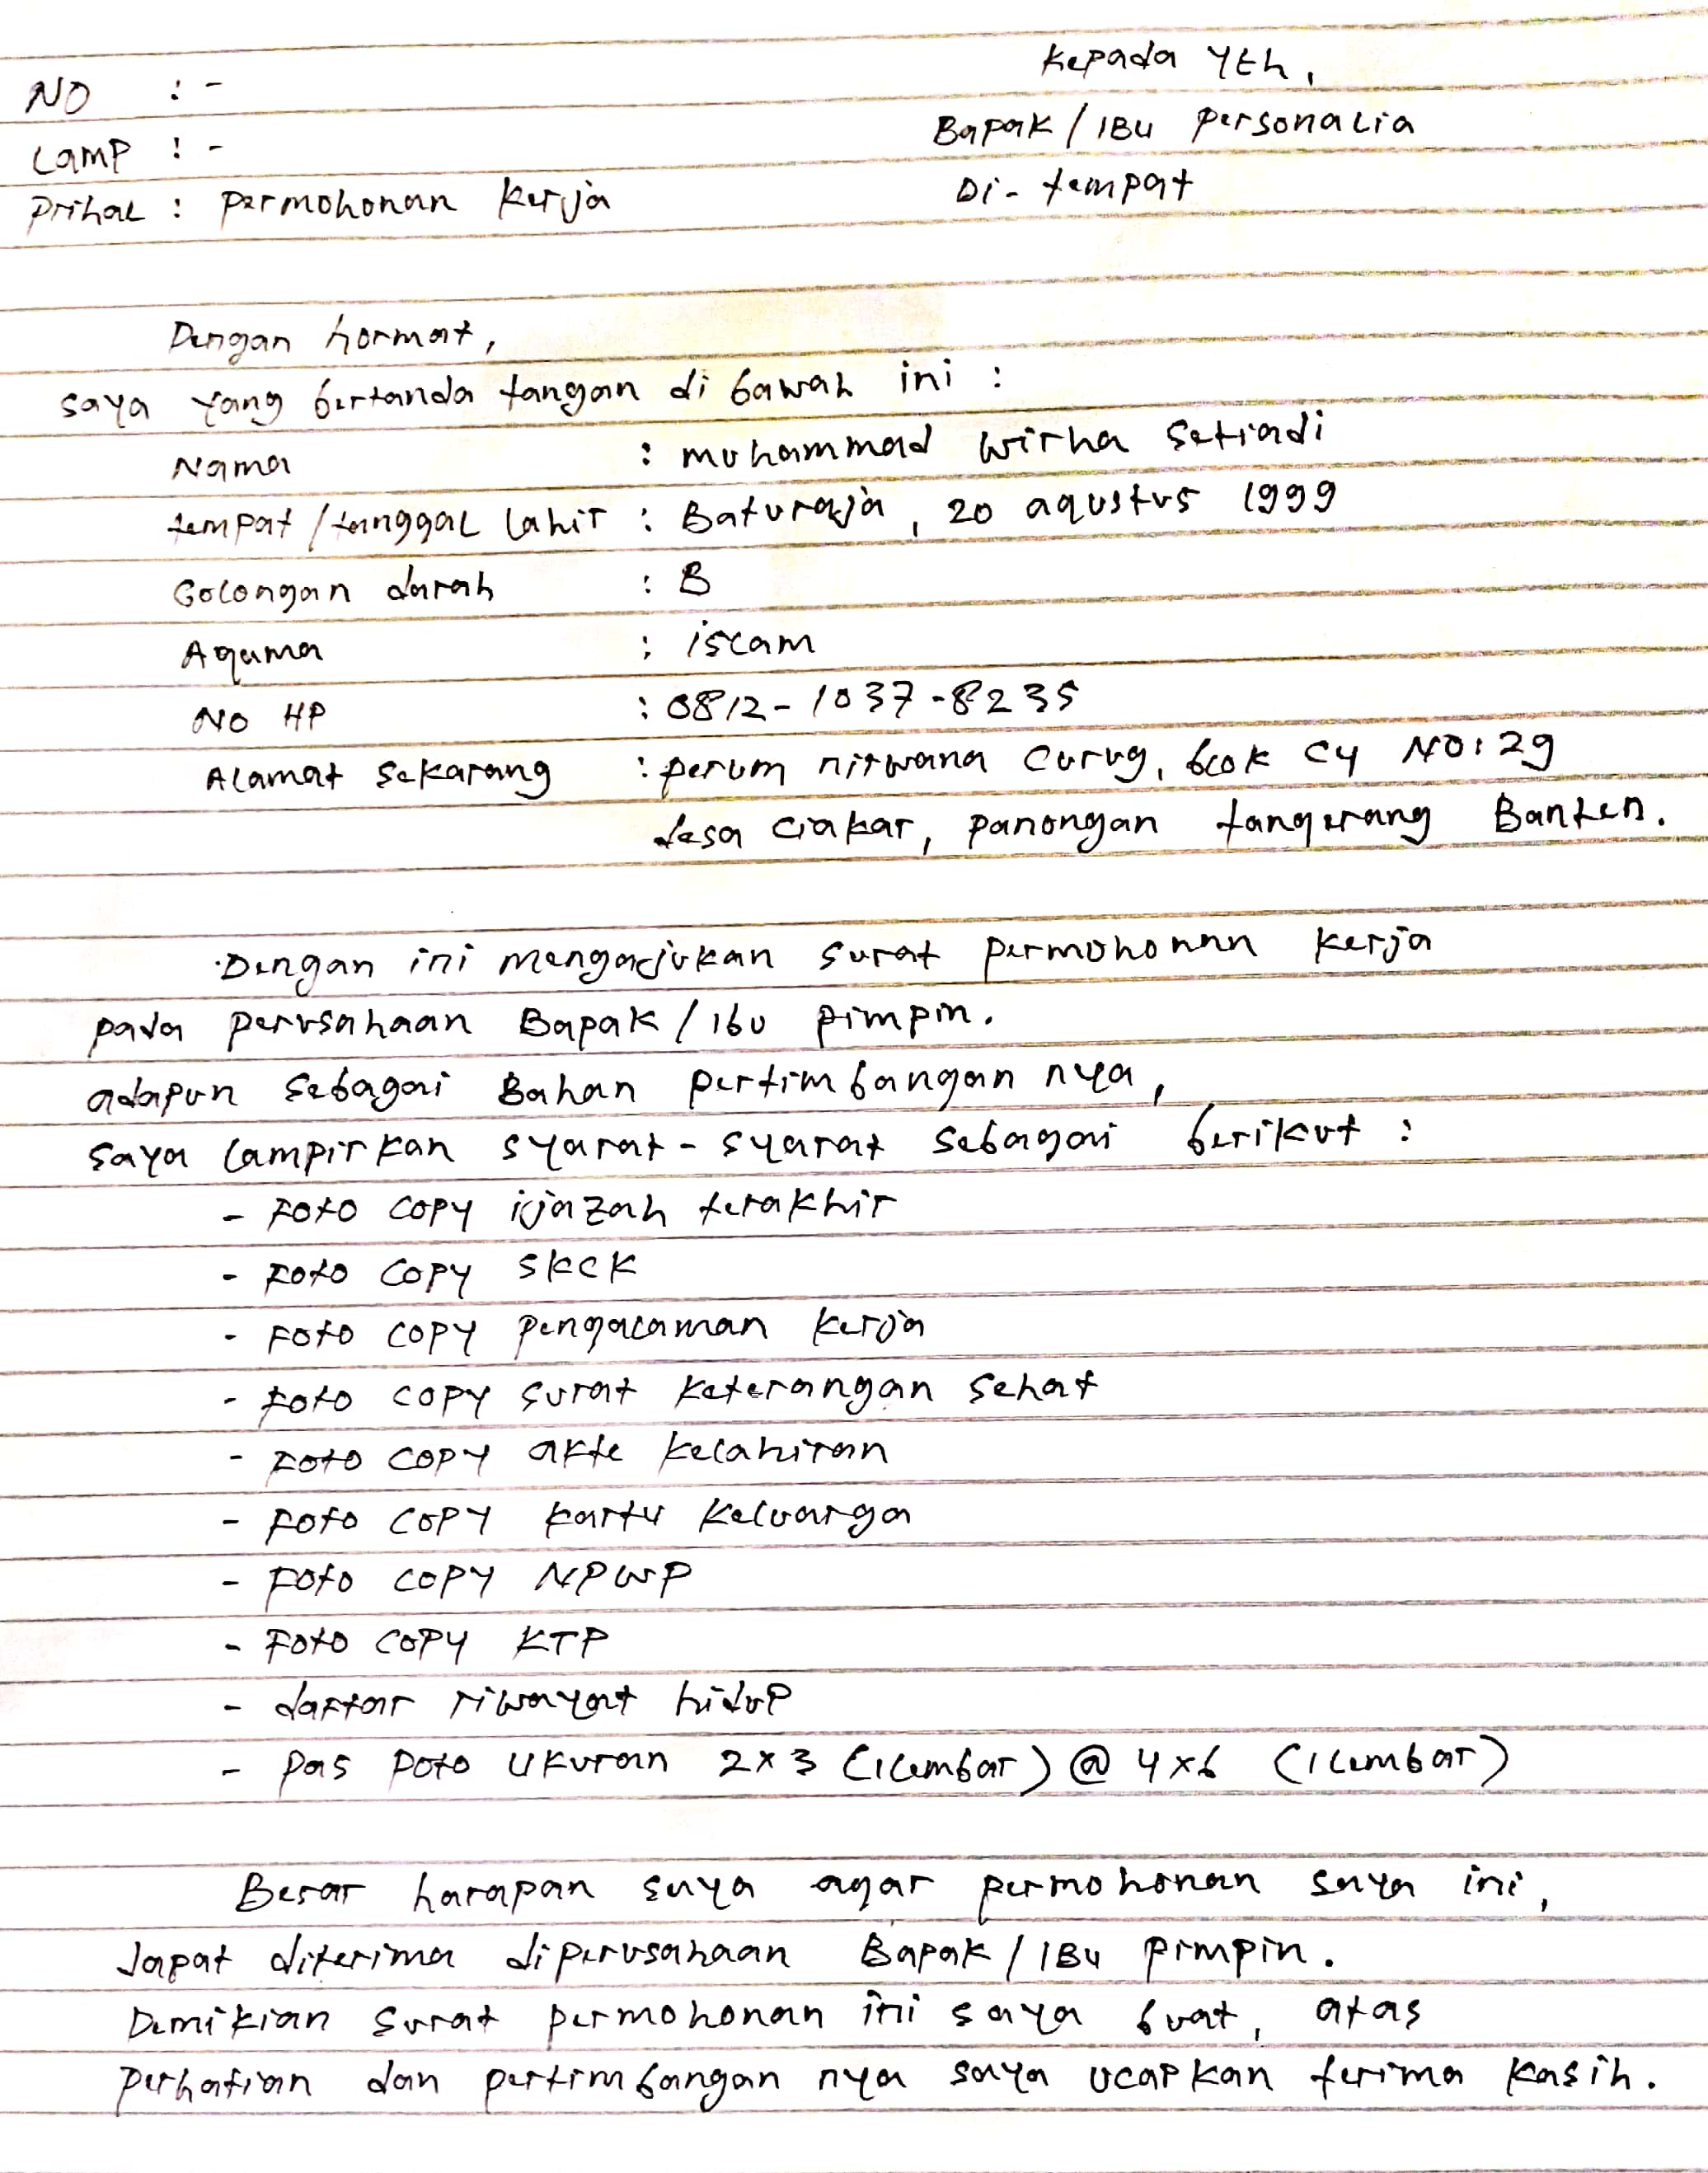 Kepada Yth,
NO : -
Bapak / IBu personalia
Lamp : -
Di - tempat
Prihal : permohonan kerja
Dengan hormat,
saya yang bertanda tangan di bawah ini :
Nama : muhammad wirha Setiadi
tempat / tanggal lahir : Baturaja, 20 agustus 1999
Golongan darah : B
Agama : islam
NO HP : 0812-1037-8235
Alamat sekarang : perum nirwana Curug, blok C4 NO: 29
desa Ciakar, panongan tangerang Banten.
Dengan ini mengajukan surat permohonan kerja
pada perusahaan Bapak / ibu pimpin.
adapun sebagai Bahan pertimbangan nya,
saya lampirkan syarat - syarat sebagai berikut :
- Foto copy ijazah terakhir
- Foto copy SKCK
- Foto copy pengalaman kerja
- Foto copy surat keterangan sehat
- Foto copy akte kelahiran
- Foto copy kartu keluarga
- Foto copy NPWP
- Foto copy KTP
- daftar riwayat hidup
- Pas poto ukuran 2x3 (1 lembar) @ 4x6 (1 lembar)
Besar harapan saya agar permohonan saya ini,
dapat diterima diperusahaan Bapak / IBu pimpin.
Demikian surat permohonan ini saya buat, atas
perhatian dan pertimbangan nya saya ucapkan terima kasih.